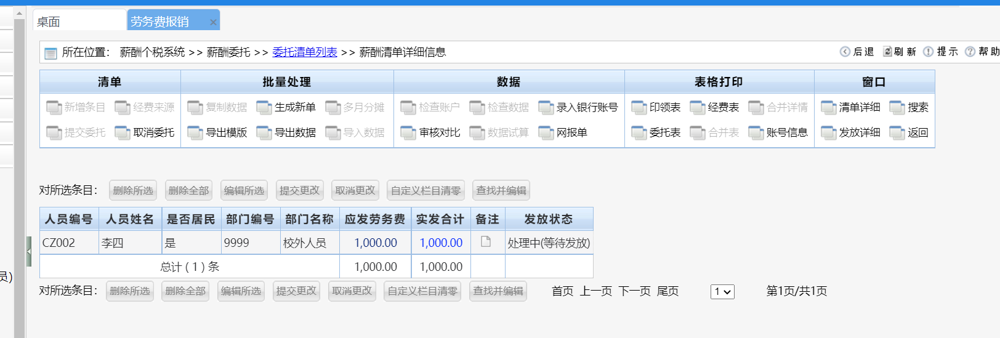 桌面 劳务费报销 ×
所在位置： 薪酬个税系统 >> 薪酬委托 >> 委托清单列表 >> 薪酬清单详细信息 后退 刷新 提示 帮助
清单 批量处理 数据 表格打印 窗口
新增条目 经费来源 复制数据 生成新单 多月分摊 检查账户 检查数据 录入银行账号 印领表 经费表 合并详情 清单详细 搜索
提交委托 取消委托 导出模版 导出数据 导入数据 审核对比 数据试算 网报单 委托表 合并表 账号信息 发放详细 返回
对所选条目： 删除所选 删除全部 编辑所选 提交更改 取消更改 自定义栏目清零 查找并编辑
人员编号 人员姓名 是否居民 部门编号 部门名称 应发劳务费 实发合计 备注 发放状态
CZ002 李四 是 9999 校外人员 1,000.00 1,000.00 处理中(等待发放)
总计 ( 1 ) 条 1,000.00 1,000.00
员)
对所选条目： 删除所选 删除全部 编辑所选 提交更改 取消更改 自定义栏目清零 查找并编辑 首页 上一页 下一页 尾页 1 第1页/共1页